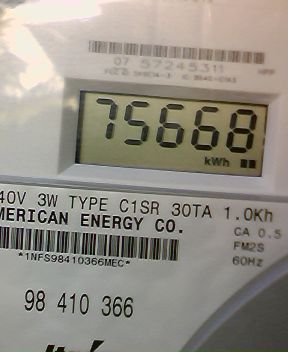 07 57245311
75668
kWh
40V 3W TYPE C1SR 30TA 1.0Kh
MERICAN ENERGY CO.
CA 0.5
FM2S
60Hz
*1NFS98410366MEC*
98 410 366